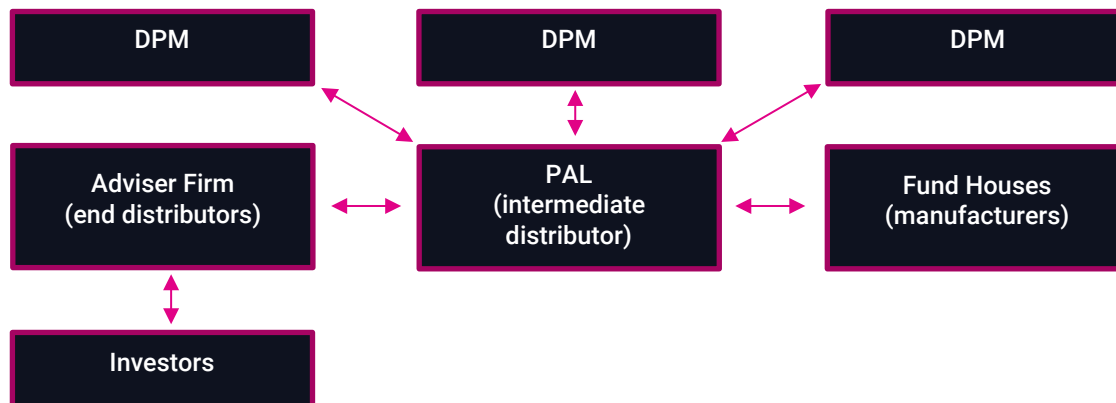 DPM
DPM
DPM
Adviser Firm
(end distributors)
PAL
(intermediate
distributor)
Fund Houses
(manufacturers)
Investors